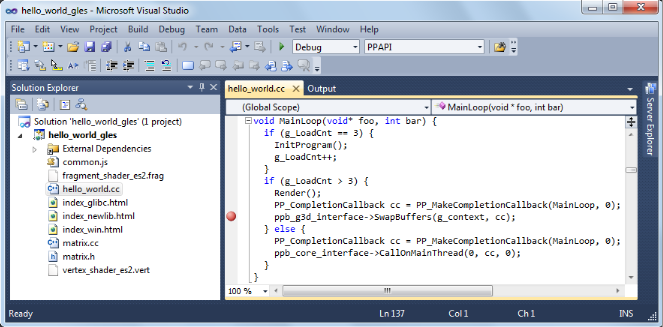 hello_world_gles - Microsoft Visual Studio
File Edit View Project Build Debug Team Data Tools Test Window Help
Debug PPAPI
Solution Explorer
Solution 'hello_world_gles' (1 project)
hello_world_gles
External Dependencies
common.js
fragment_shader_es2.frag
hello_world.cc
index_glibc.html
index_newlib.html
index_win.html
matrix.cc
matrix.h
vertex_shader_es2.vert
hello_world.cc Output
(Global Scope) MainLoop(void * foo, int bar)
void MainLoop(void* foo, int bar) {
if (g_LoadCnt == 3) {
InitProgram();
g_LoadCnt++;
}
if (g_LoadCnt > 3) {
Render();
PP_CompletionCallback cc = PP_MakeCompletionCallback(MainLoop, 0);
ppb_g3d_interface->SwapBuffers(g_context, cc);
} else {
PP_CompletionCallback cc = PP_MakeCompletionCallback(MainLoop, 0);
ppb_core_interface->CallOnMainThread(0, cc, 0);
}
}
100 %
Server Explorer
Ready Ln 137 Col 1 Ch 1 INS